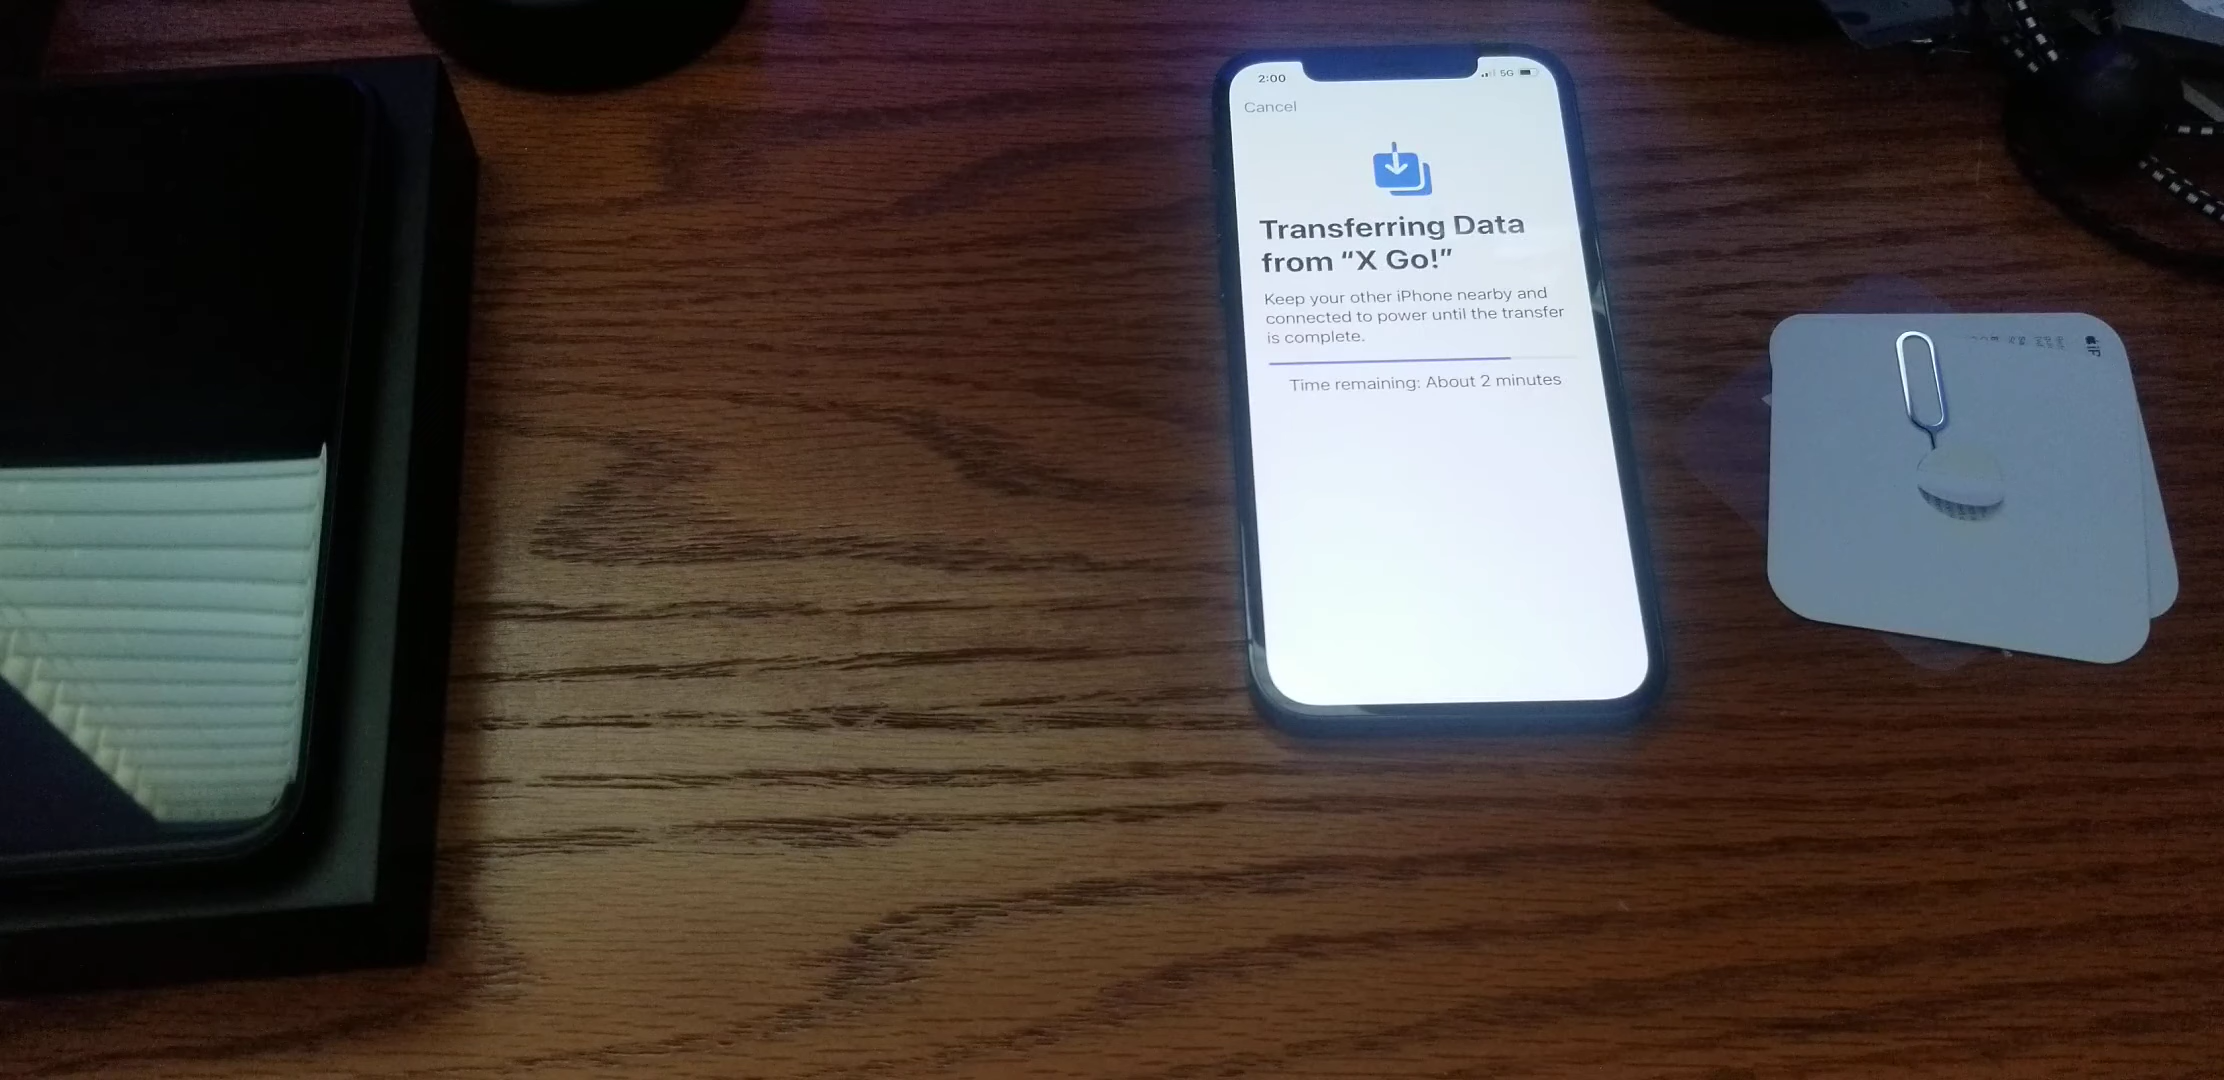 2:00
5G
Cancel
Transferring Data
from “X Go!”
Keep your other iPhone nearby and
connected to power until the transfer
is complete.
Time remaining: About 2 minutes